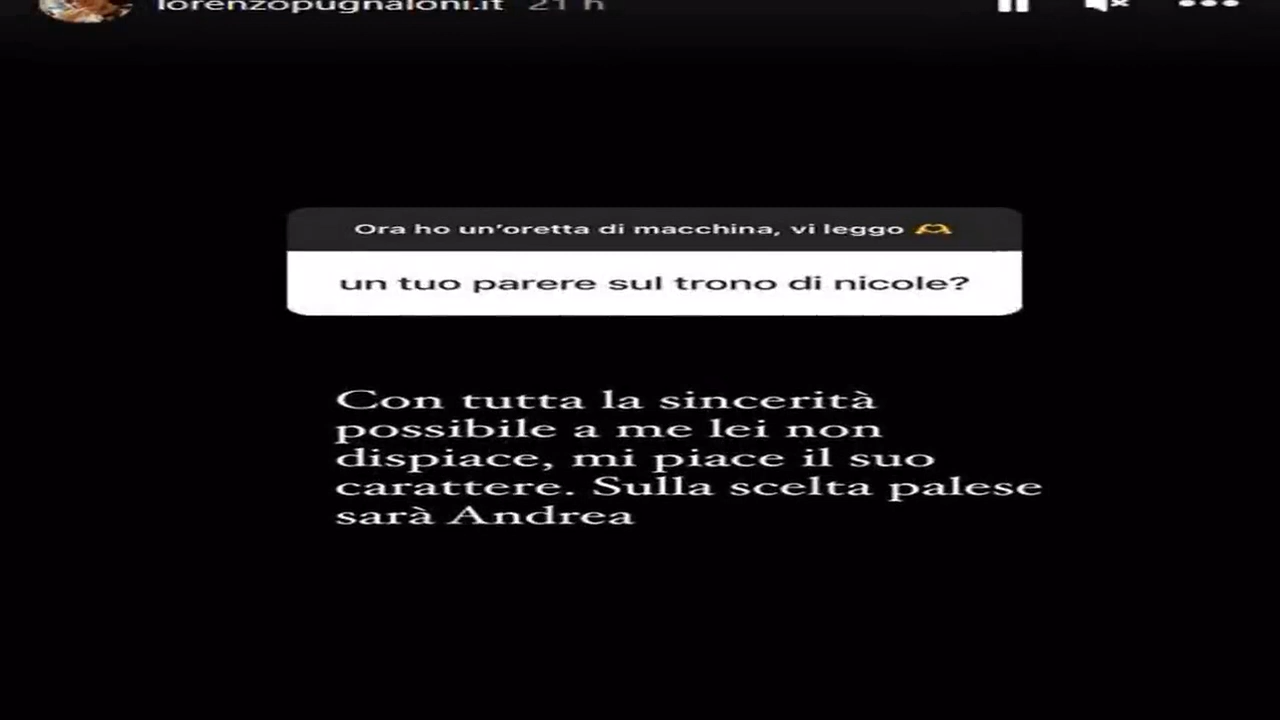 lorenzopugnaloni.it 21 h
Ora ho un'oretta di macchina, vi leggo 🫶
un tuo parere sul trono di nicole?
Con tutta la sincerità
possibile a me lei non
dispiace, mi piace il suo
carattere. Sulla scelta palese
sarà Andrea